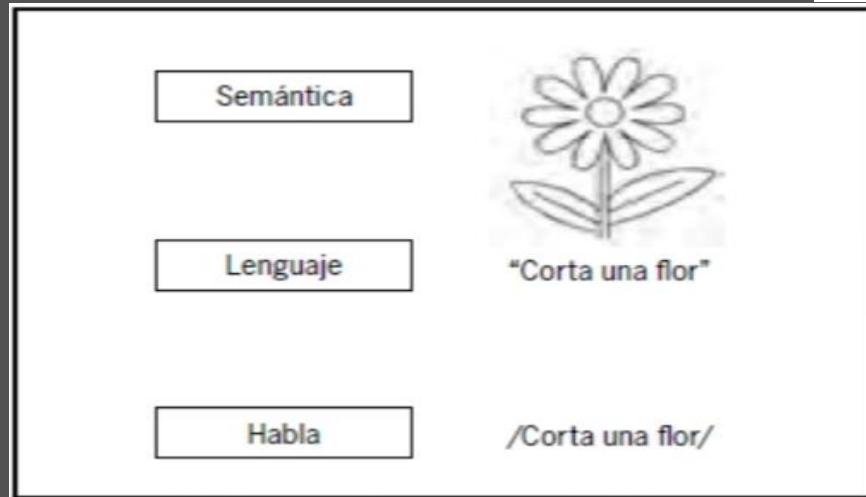 Semántica
Lenguaje
“Corta una flor”
Habla
/Corta una flor/